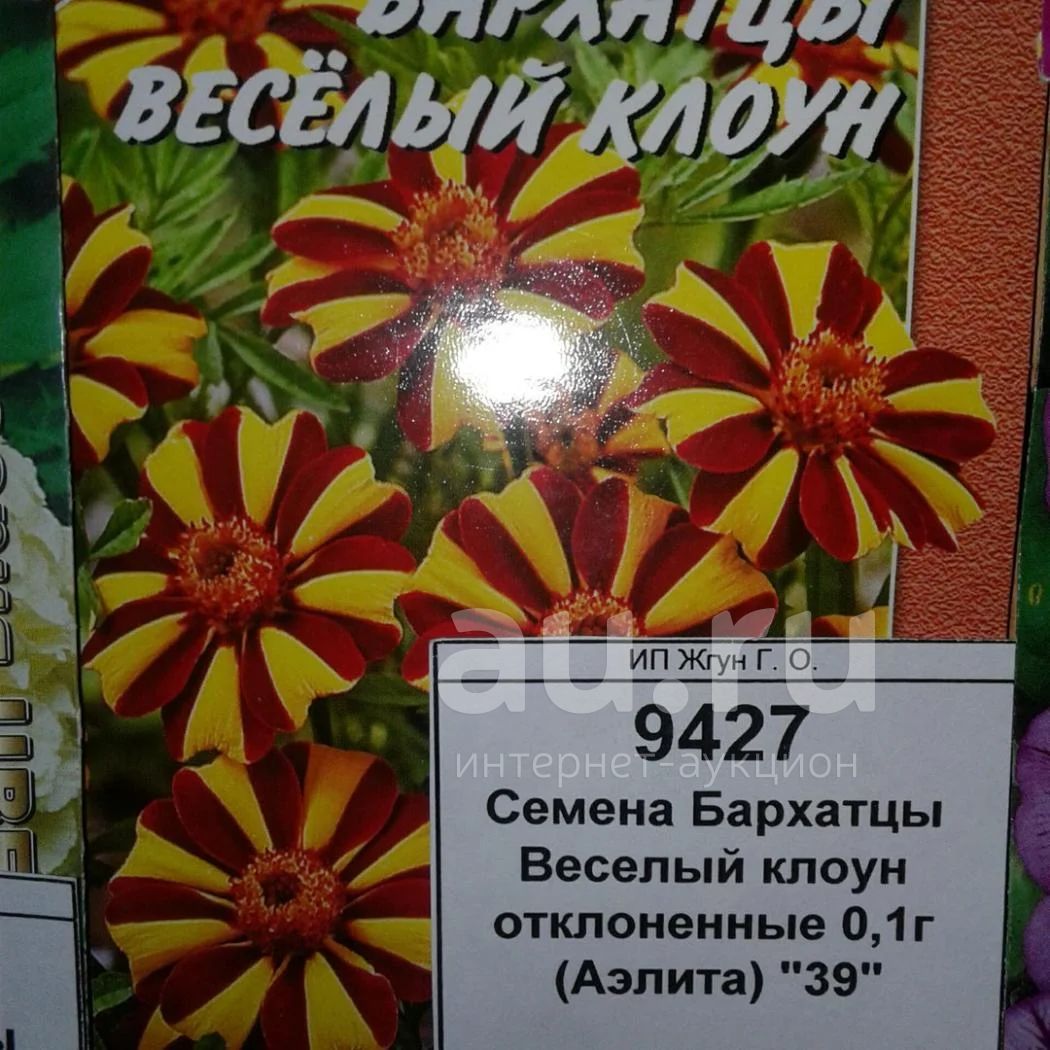 БАРХАТЦЫ
ВЕСЁЛЫЙ КЛОУН
au.ru
интернет-аукцион
ИП Жгун Г. О.
9427
Семена Бархатцы
Веселый клоун
отклоненные 0,1г
(Аэлита) "39"